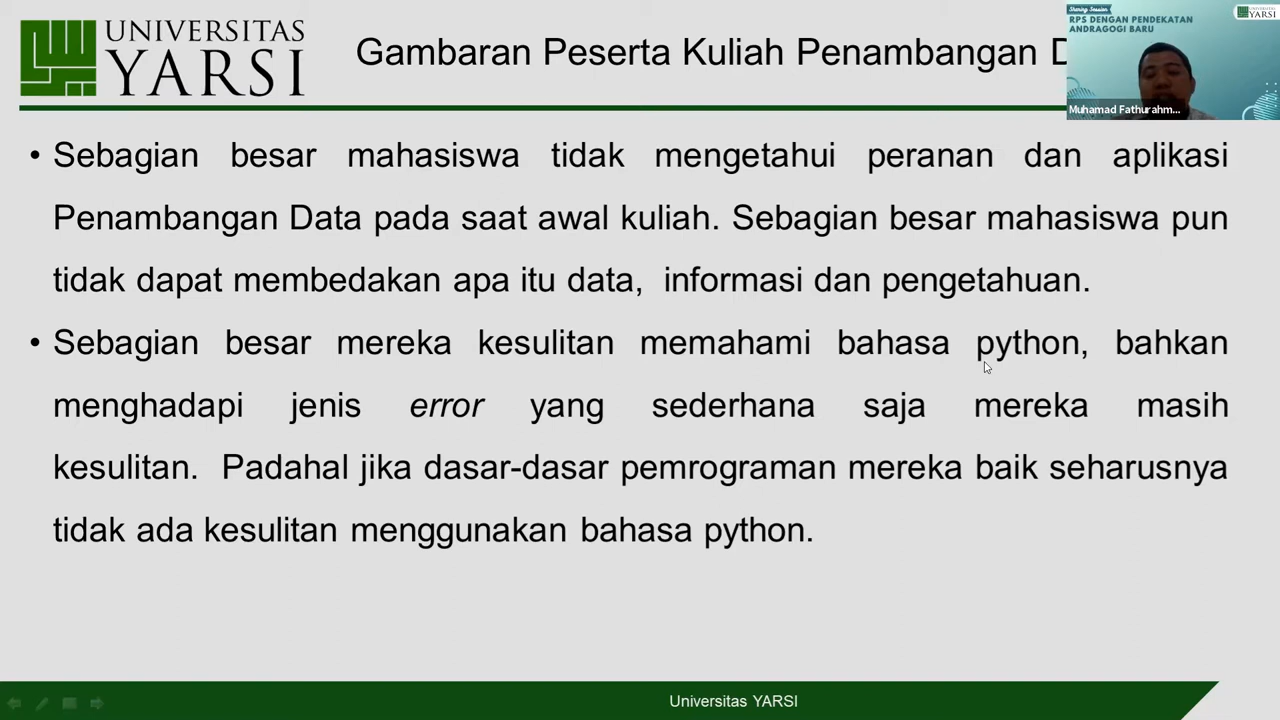 UNIVERSITAS
YARSI
Gambaran Peserta Kuliah Penambangan D
Sharing Session
RPS DENGAN PENDEKATAN
ANDRAGOGI BARU
Muhamad Fathurahm...
• Sebagian besar mahasiswa tidak mengetahui peranan dan aplikasi
Penambangan Data pada saat awal kuliah. Sebagian besar mahasiswa pun
tidak dapat membedakan apa itu data, informasi dan pengetahuan.
• Sebagian besar mereka kesulitan memahami bahasa python, bahkan
menghadapi jenis error yang sederhana saja mereka masih
kesulitan. Padahal jika dasar-dasar pemrograman mereka baik seharusnya
tidak ada kesulitan menggunakan bahasa python.
Universitas YARSI